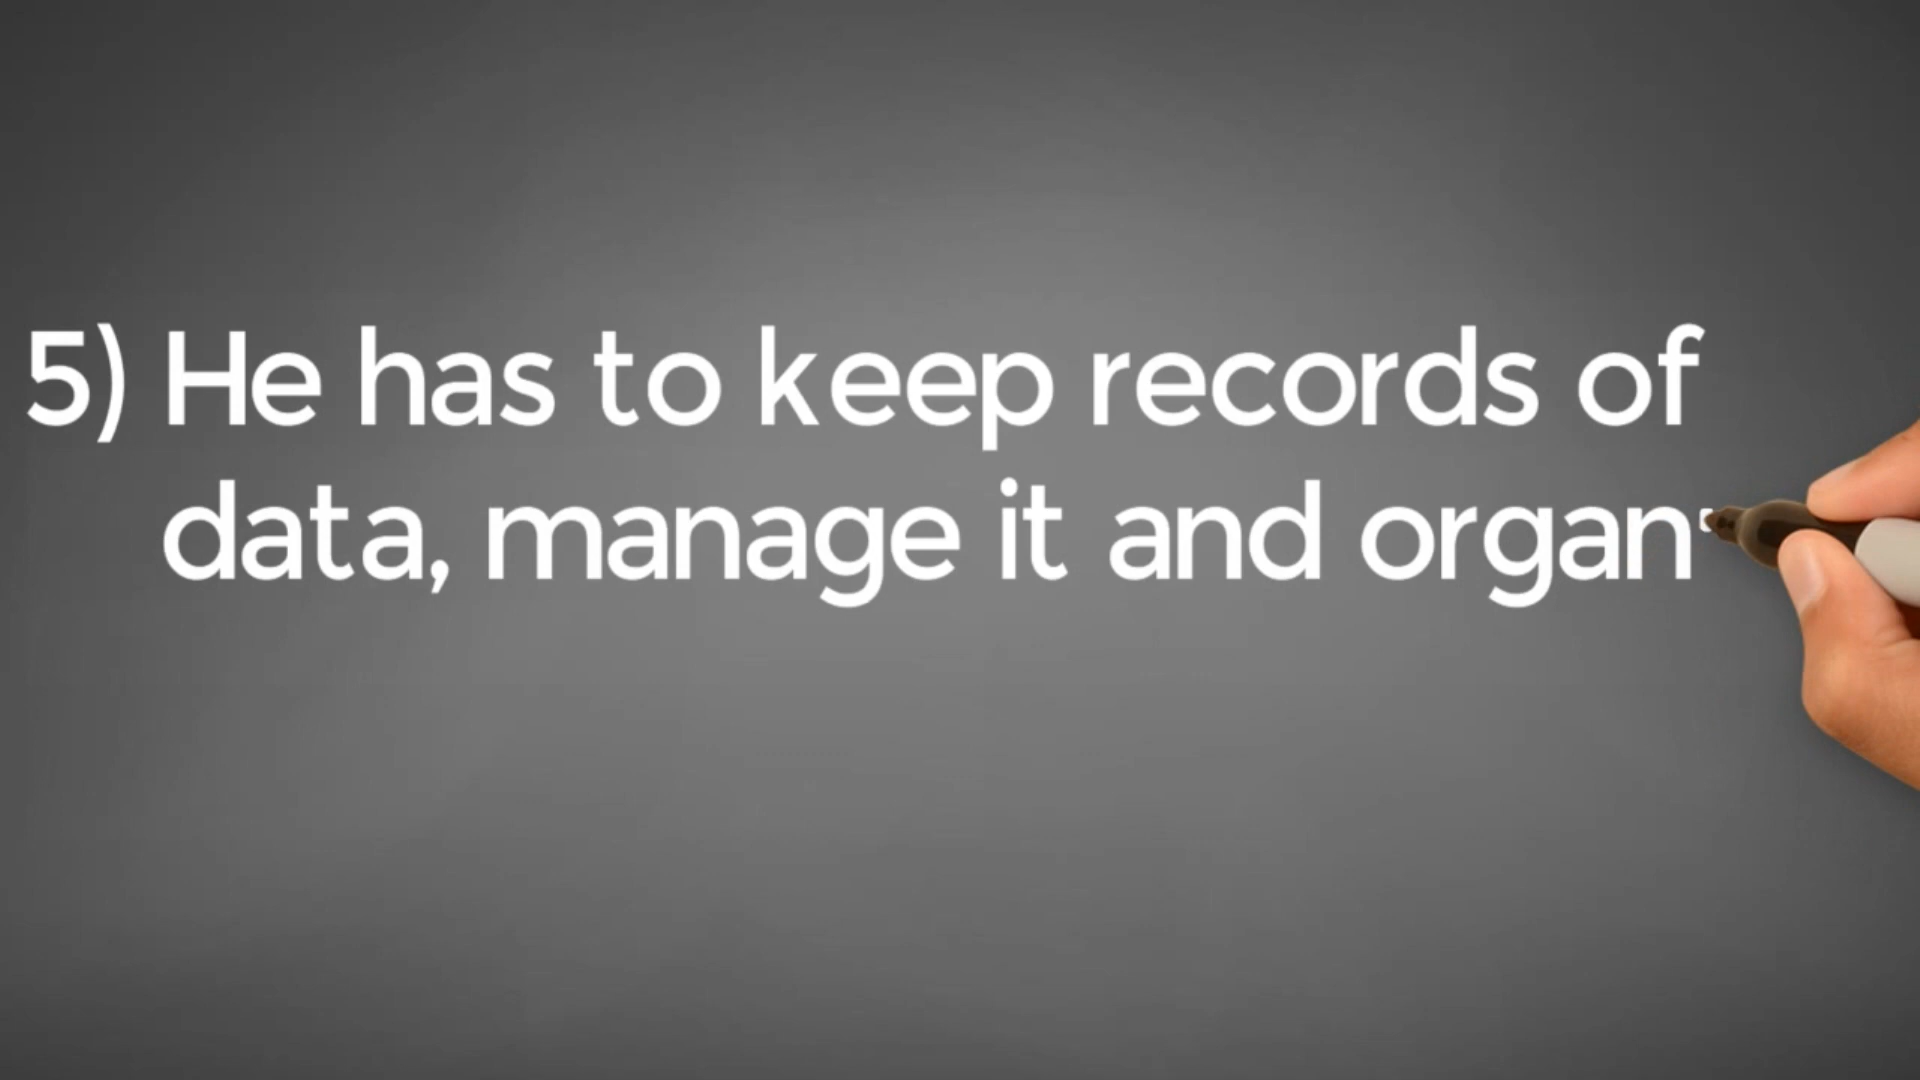 5) He has to keep records of
data, manage it and organ